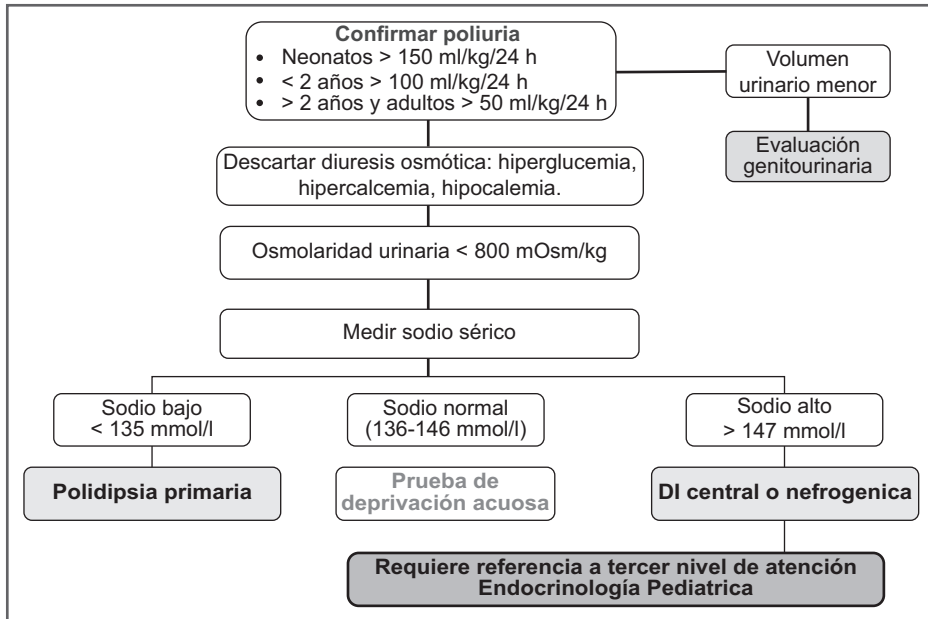 Confirmar poliuria
• Neonatos > 150 ml/kg/24 h
• < 2 años > 100 ml/kg/24 h
• > 2 años y adultos > 50 ml/kg/24 h
Volumen
urinario menor
Evaluación
genitourinaria
Descartar diuresis osmótica: hiperglucemia,
hipercalcemia, hipocalemia.
Osmolaridad urinaria < 800 mOsm/kg
Medir sodio sérico
Sodio bajo
< 135 mmol/l
Sodio normal
(136-146 mmol/l)
Sodio alto
> 147 mmol/l
Polidipsia primaria
Prueba de
deprivación acuosa
DI central o nefrogenica
Requiere referencia a tercer nivel de atención
Endocrinología Pediatrica